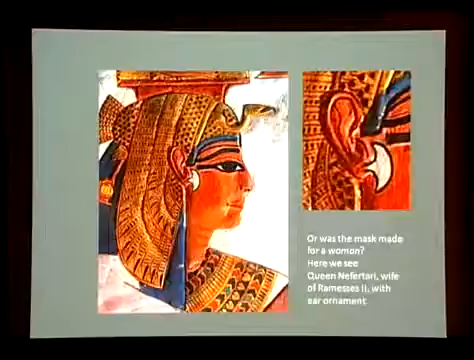 Or was the mask made
for a woman?
Here we see
Queen Nefertari, wife
of Ramesses II, with
ear ornament